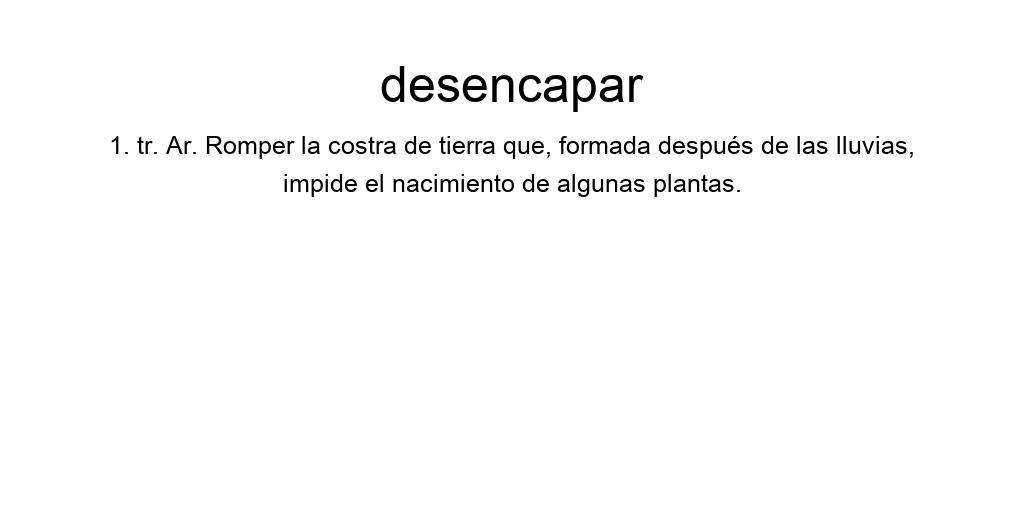 desencapar
1. tr. Ar. Romper la costra de tierra que, formada después de las lluvias,
impide el nacimiento de algunas plantas.